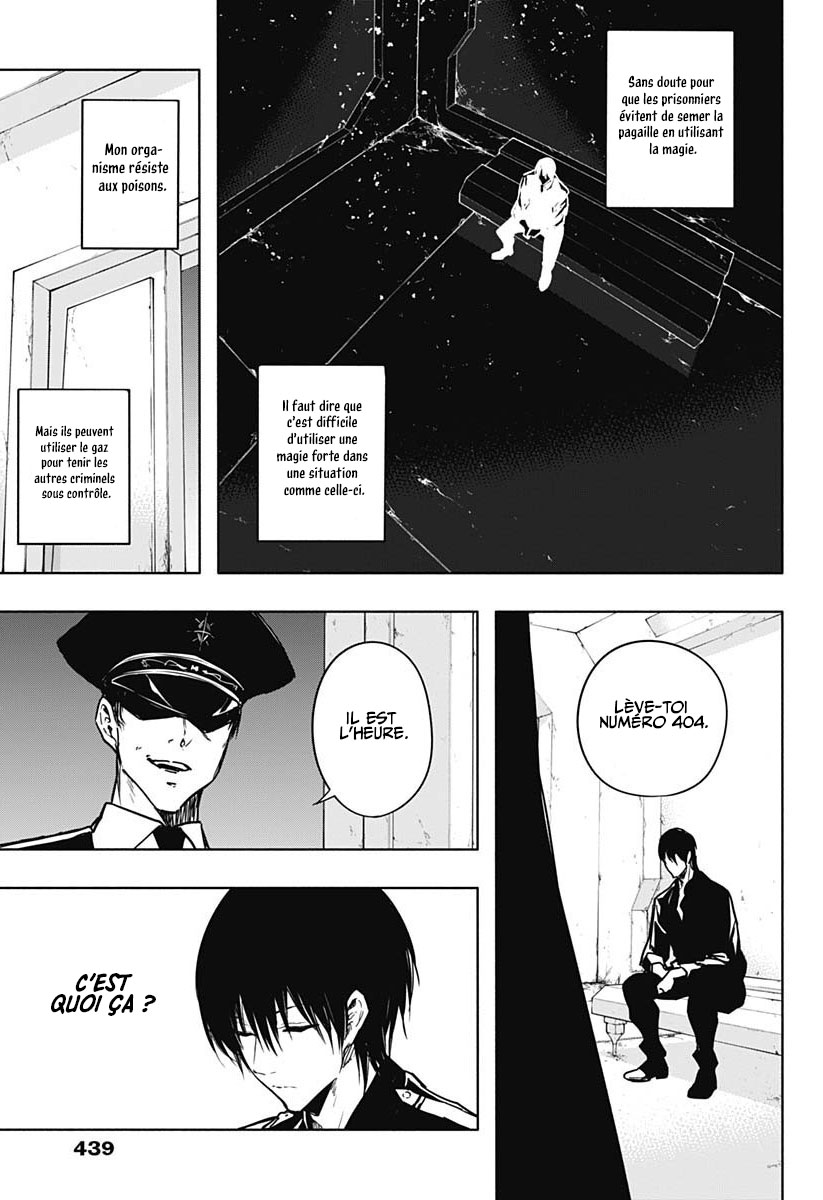 Sans doute pour
que les prisonniers
évitent de semer la
pagaille en utilisant
la magie.
Il faut dire que
c'est difficile
d'utiliser une
magie forte dans
une situation
comme celle-ci.
Mon orga-
nisme résiste
aux poisons.
Mais ils peuvent
utiliser le gaz
pour tenir les
autres criminels
sous contrôle.
LÈVE-TOI
NUMÉRO 404.
IL EST
L'HEURE.
C'EST
QUOI ÇA ?
439